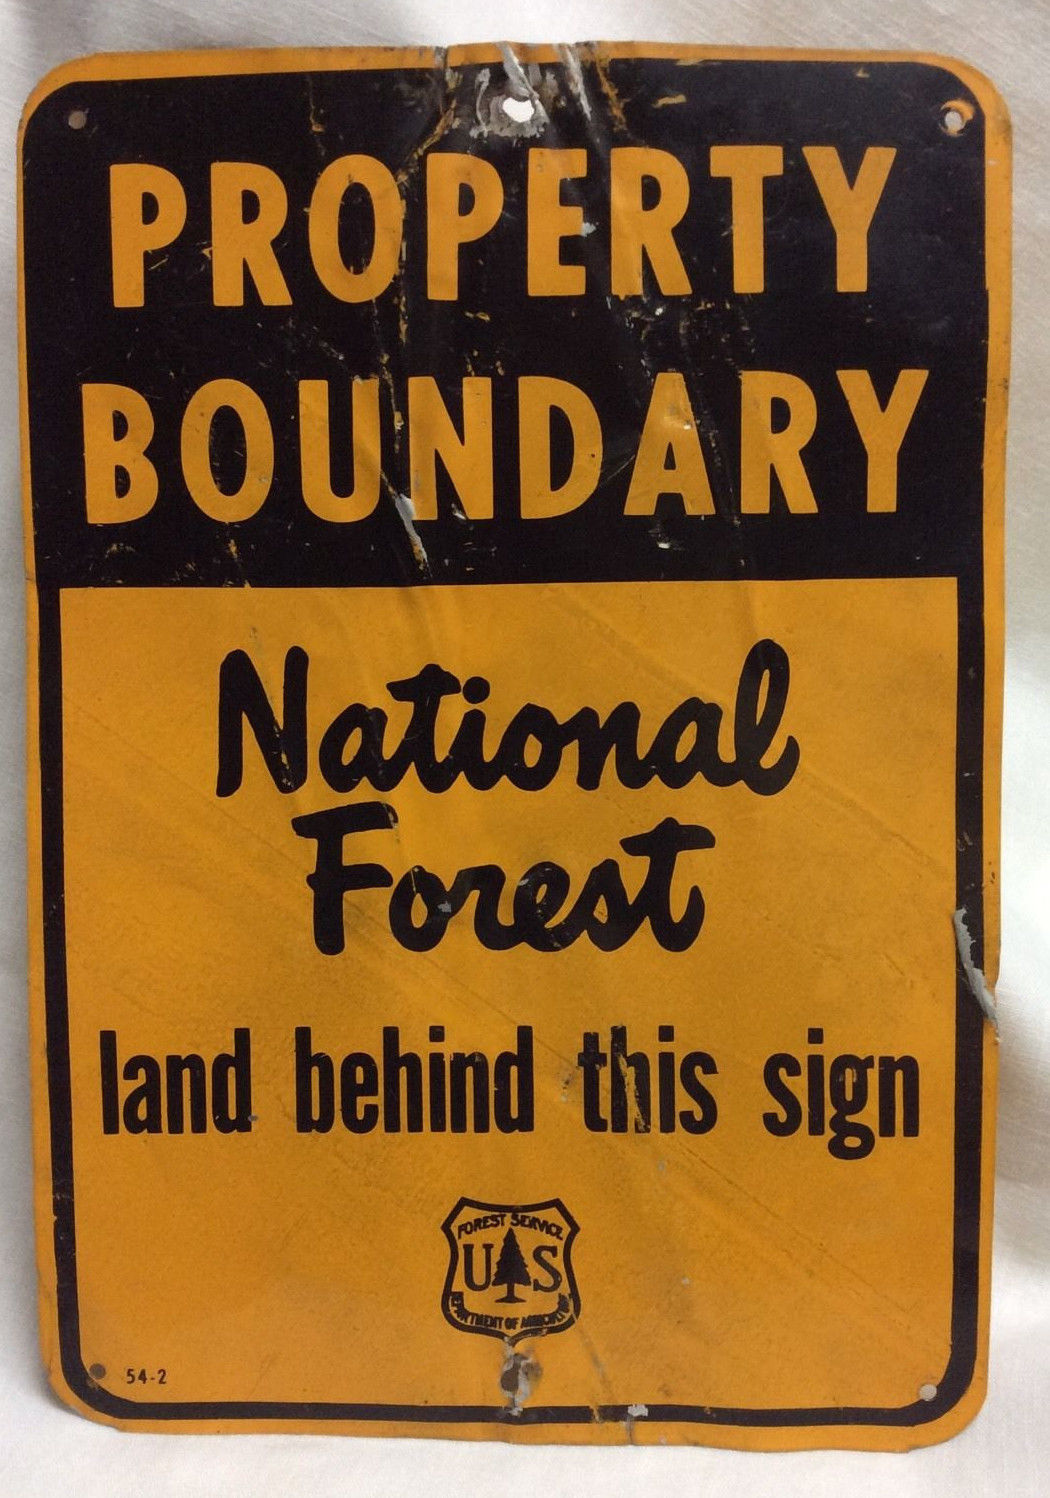 PROPERTY
BOUNDARY
National
Forest
land behind this sign
FOREST SERVICE
U S
DEPARTMENT OF AGRICULTURE
54-2